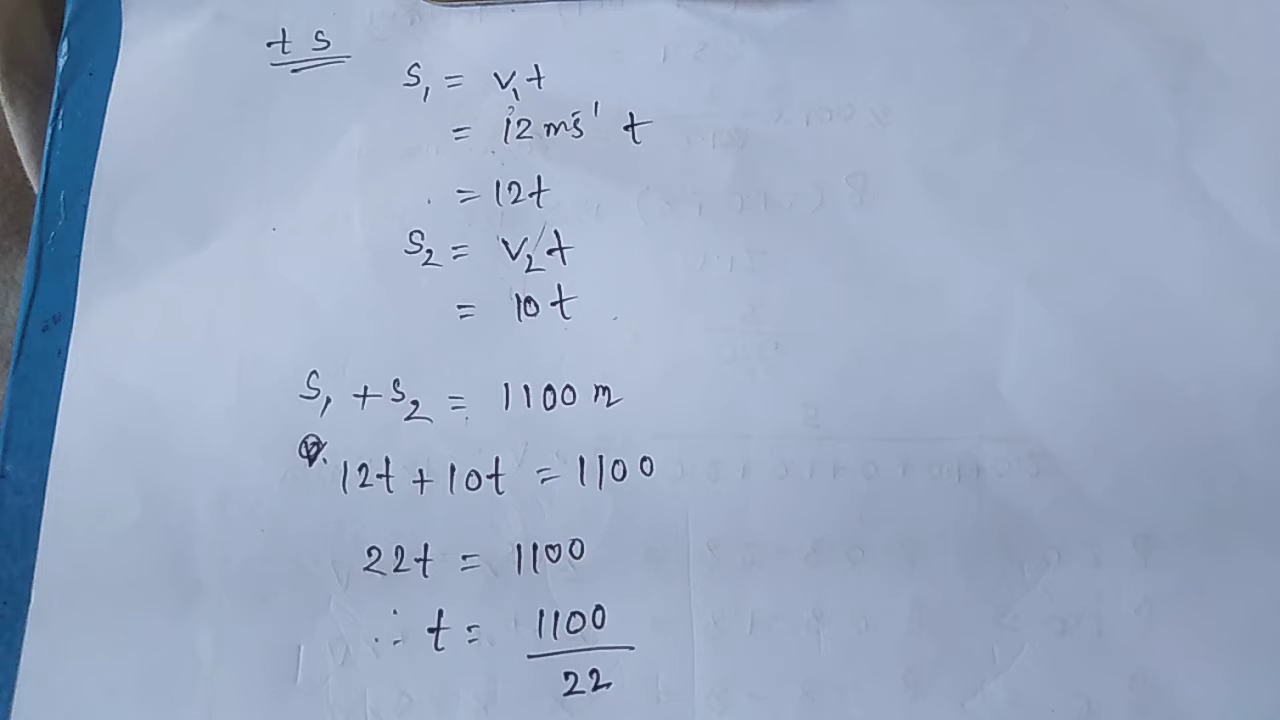 t s
S₁ = v₁t
= 12 ms⁻¹ t
= 12t
S₂ = v₂t
= 10t
S₁ + S₂ = 1100 m
12t + 10t = 1100
22t = 1100
∴ t = 1100/22